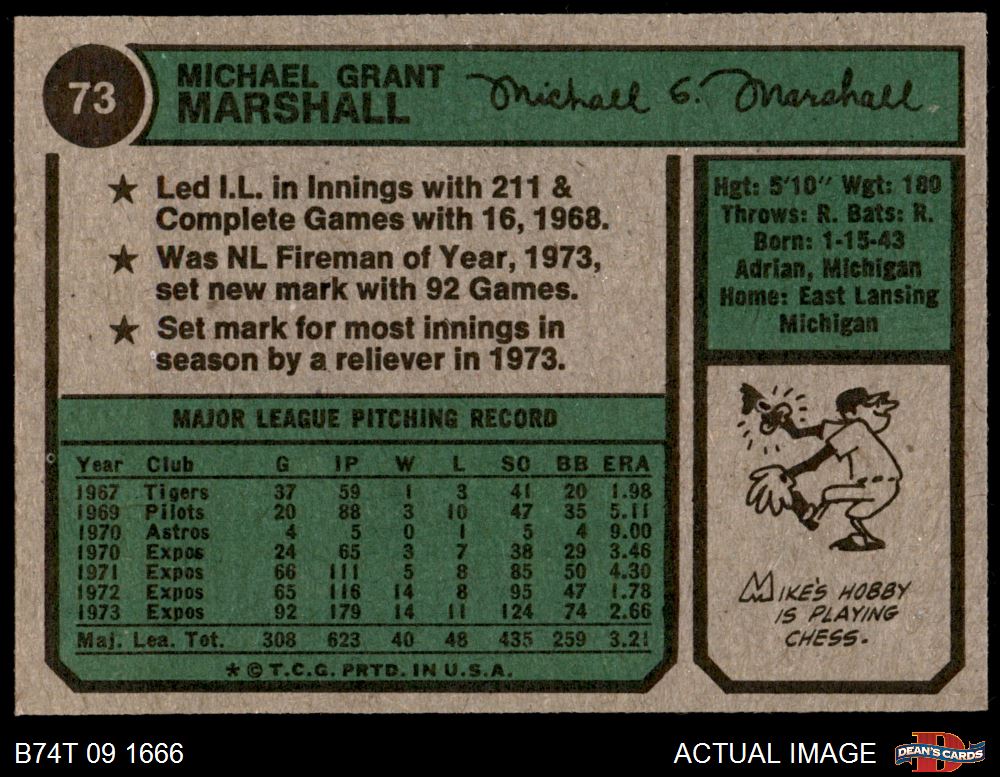 73
MICHAEL GRANT
MARSHALL
Michael G. Marshall
★ Led I.L. in Innings with 211 &
Complete Games with 16, 1968.
★ Was NL Fireman of Year, 1973,
set new mark with 92 Games.
★ Set mark for most innings in
season by a reliever in 1973.
Hgt: 5'10" Wgt: 180
Throws: R. Bats: R.
Born: 1-15-43
Adrian, Michigan
Home: East Lansing
Michigan
MAJOR LEAGUE PITCHING RECORD
Year Club G IP W L SO BB ERA
1967 Tigers 37 59 1 3 41 20 1.98
1969 Pilots 20 88 3 10 47 35 5.11
1970 Astros 4 5 0 1 5 4 9.00
1970 Expos 24 65 3 7 38 29 3.46
1971 Expos 66 111 5 8 85 50 4.30
1972 Expos 65 116 14 8 95 47 1.78
1973 Expos 92 179 14 11 124 74 2.66
Maj. Lea. Tot. 308 623 40 48 435 259 3.21
* © T.C.G. PRTD. IN U.S.A.
MIKE'S HOBBY
IS PLAYING
CHESS.
B74T 09 1666
ACTUAL IMAGE
DEAN'S CARDS